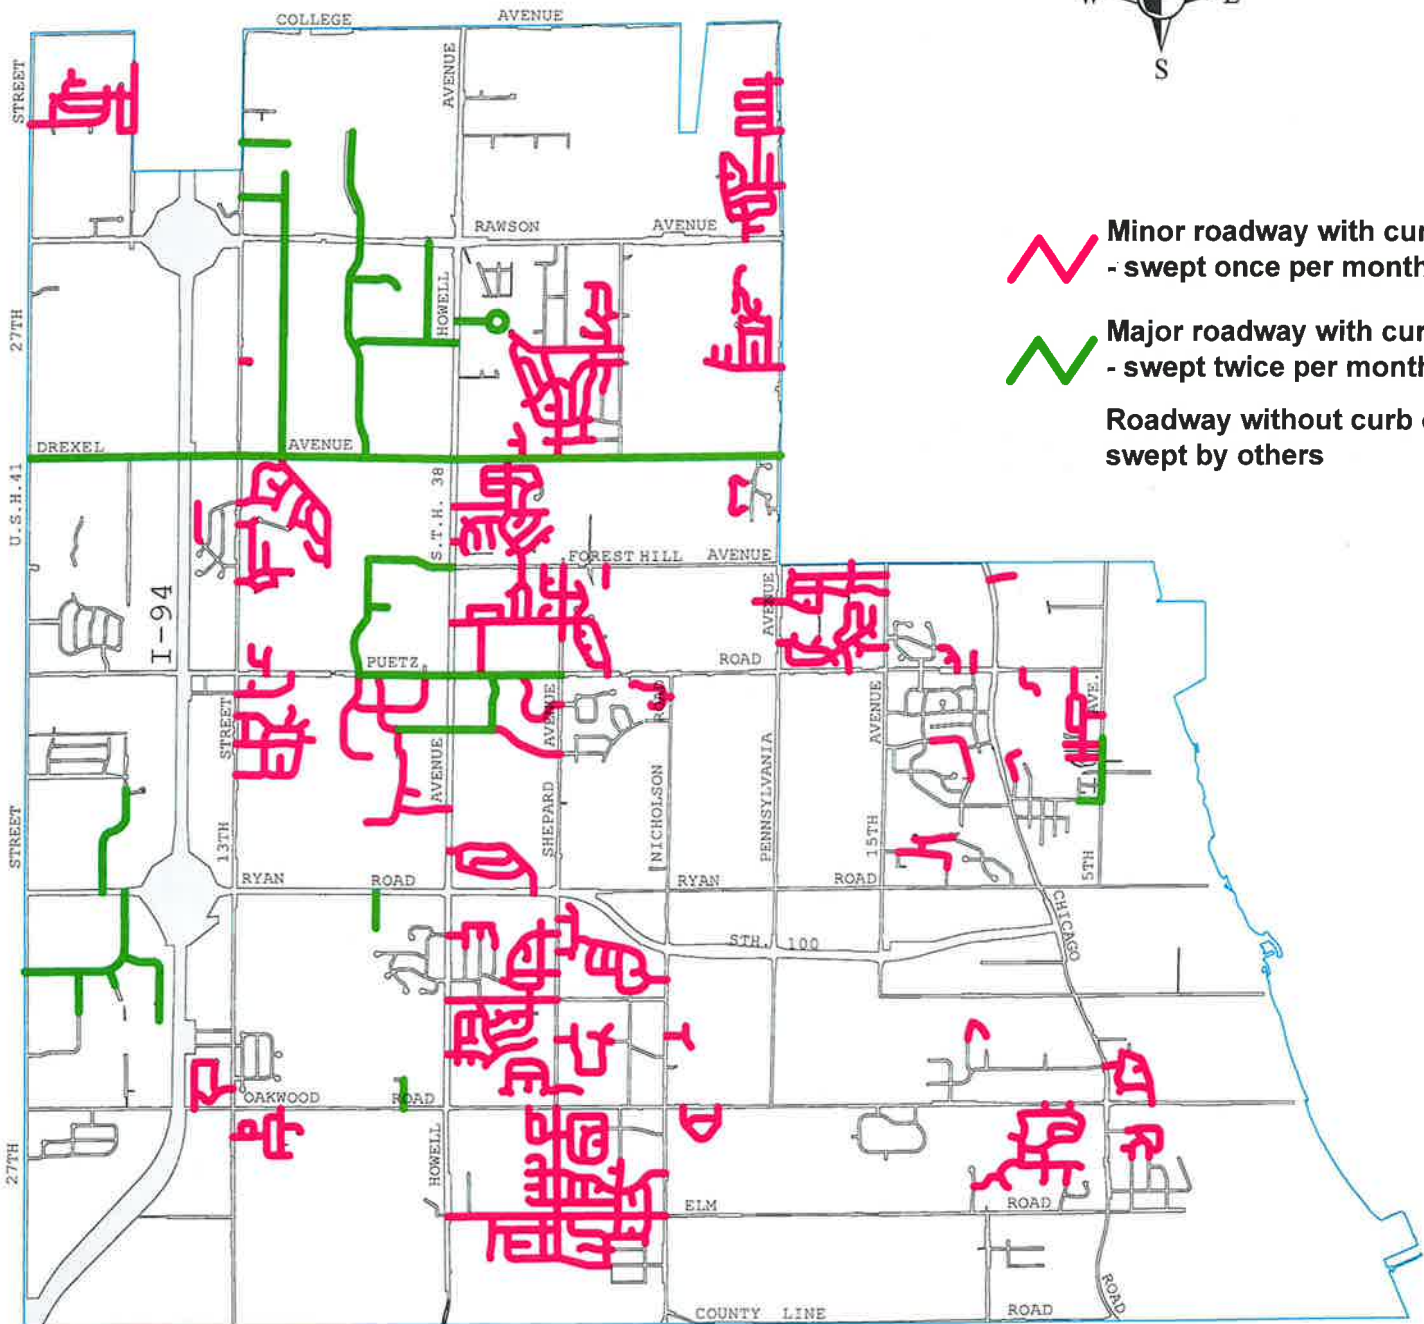 COLLEGE AVENUE
W
S
STREET
AVENUE
RAWSON AVENUE
Minor roadway with cur
- swept once per month
27TH
HOWELL
Major roadway with cur
- swept twice per month
Roadway without curb
swept by others
DREXEL AVENUE
U.S.H.41
S.T.H. 38
FOREST HILL AVENUE
I-94
AVENUE
PUETZ ROAD
STREET
AVENUE
AVENUE
ROAD
AVENUE
AVE.
STREET
13TH
SHEPARD
NICHOLSON
PENNSYLVANIA
15TH
5TH
RYAN ROAD
RYAN ROAD
CHICAGO
STH. 100
OAKWOOD ROAD
27TH
HOWELL
ELM ROAD
ROAD
COUNTY LINE ROAD